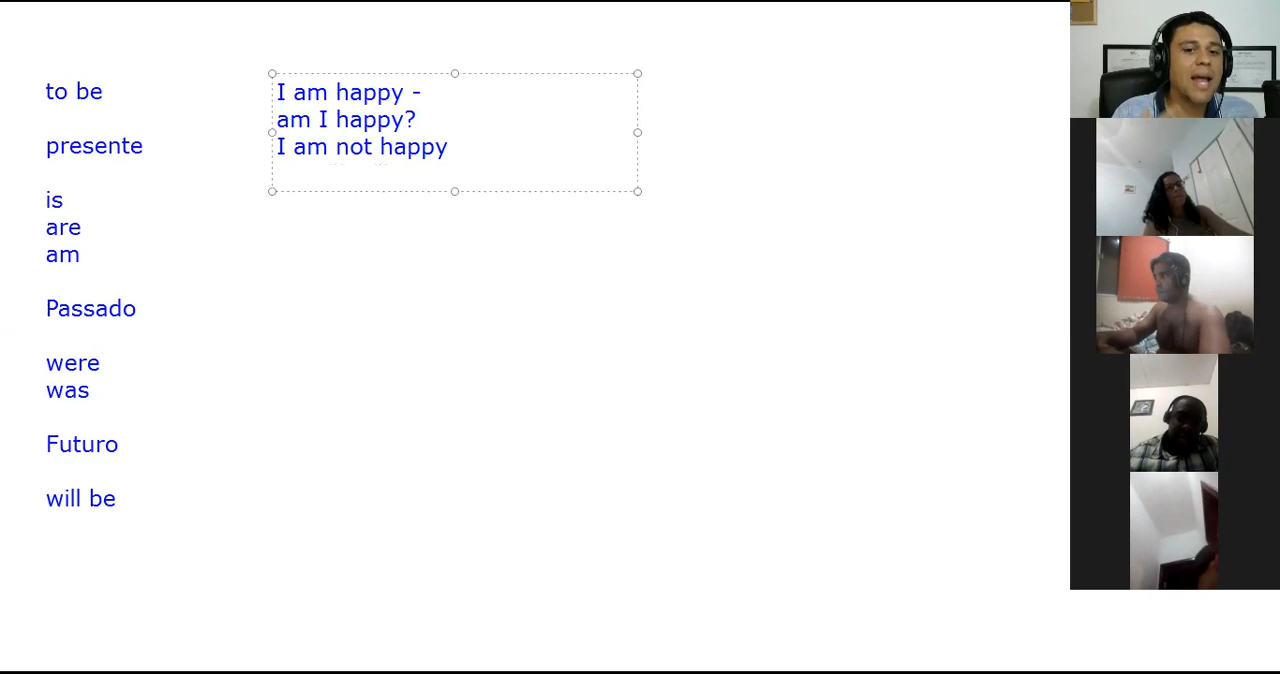 to be
presente
is
are
am
Passado
were
was
Futuro
will be
I am happy -
am I happy?
I am not happy